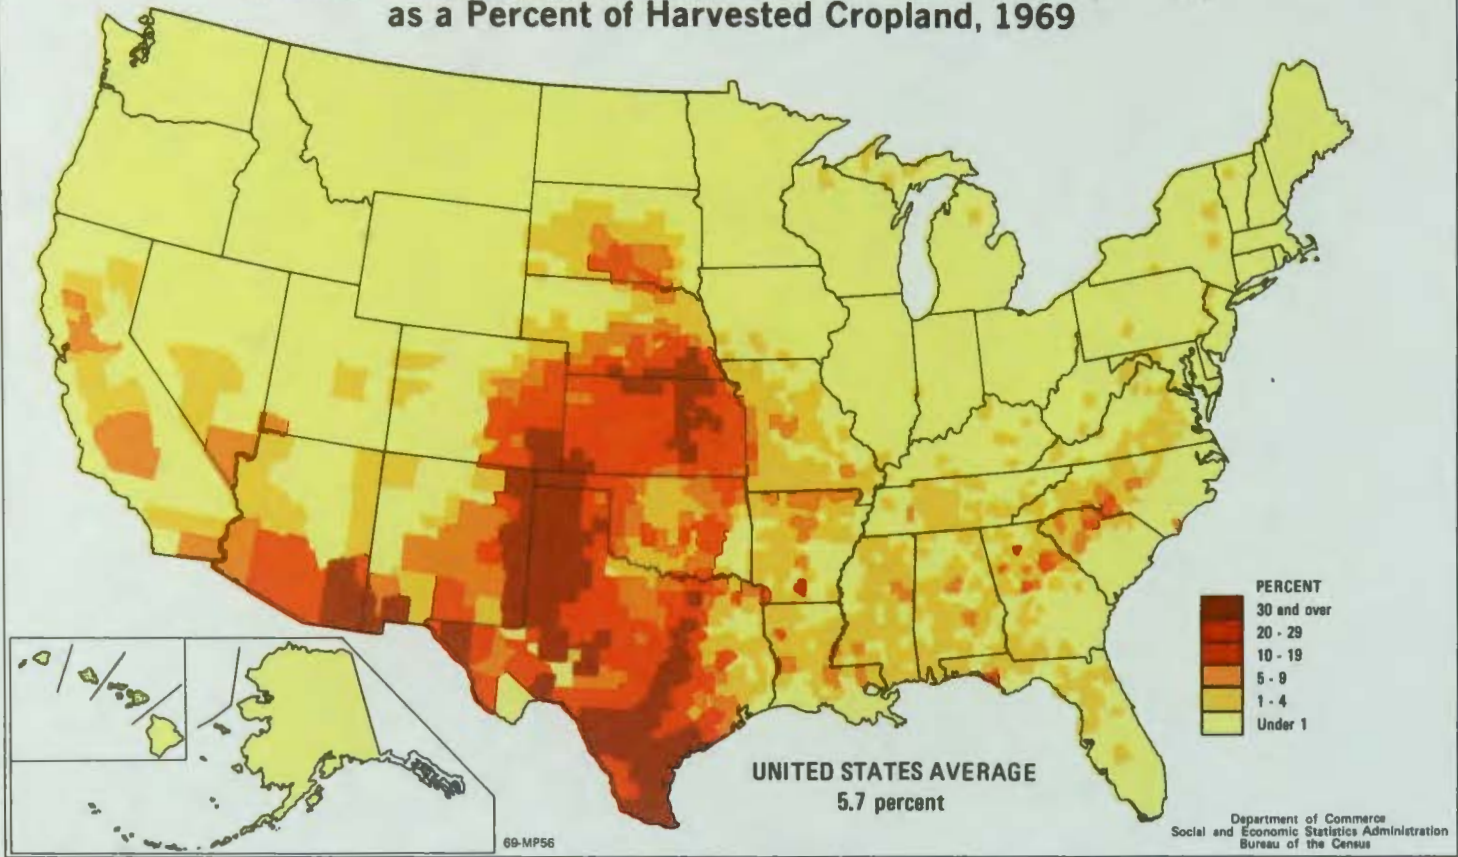 as a Percent of Harvested Cropland, 1969
PERCENT
30 and over
20 - 29
10 - 19
5 - 9
1 - 4
Under 1
UNITED STATES AVERAGE
5.7 percent
69-MP56
Department of Commerce
Social and Economic Statistics Administration
Bureau of the Census